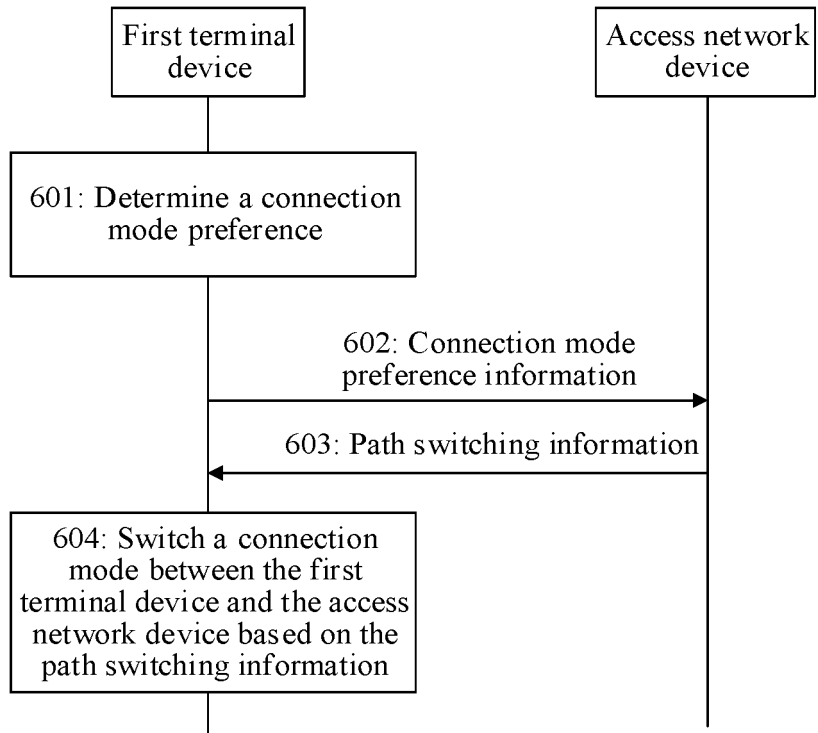 First terminal
device
Access network
device
601: Determine a connection
mode preference
602: Connection mode
preference information
603: Path switching information
604: Switch a connection
mode between the first
terminal device and the access
network device based on the
path switching information